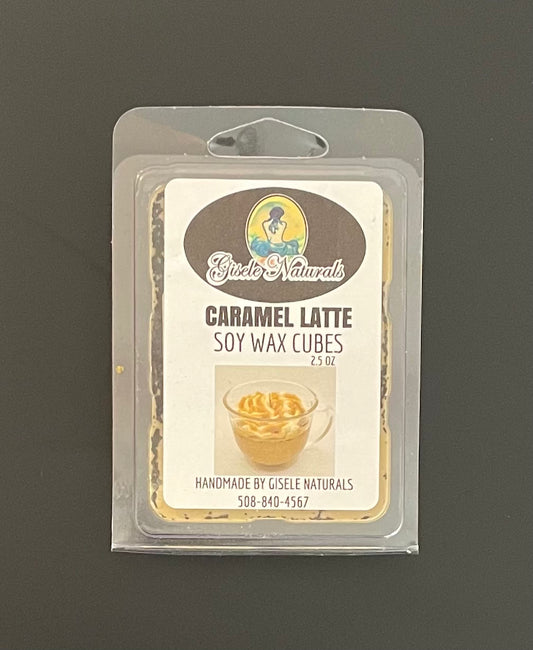 Gisele Naturals
CARAMEL LATTE
SOY WAX CUBES
2.5 OZ
HANDMADE BY GISELE NATURALS
508-840-4567